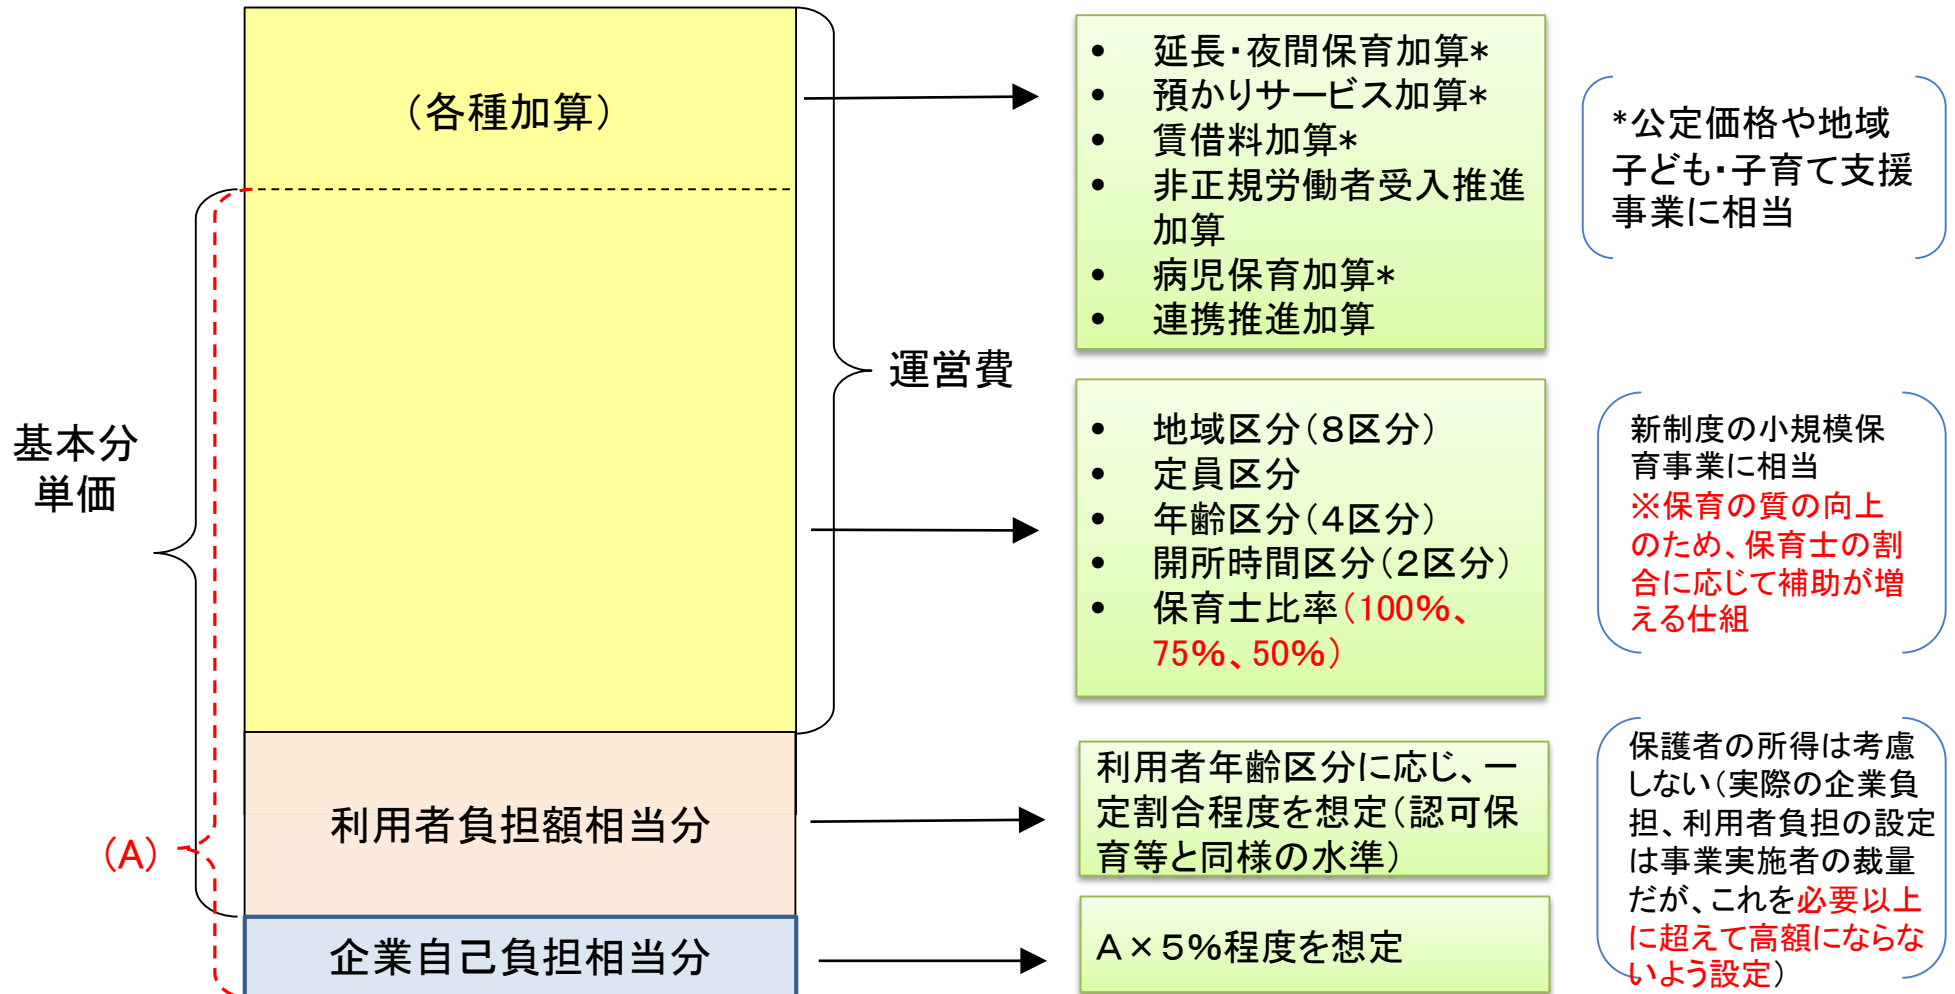 (各種加算)
基本分
単価
(A)
利用者負担額相当分
企業自己負担相当分
運営費
• 延長・夜間保育加算*
• 預かりサービス加算*
• 賃借料加算*
• 非正規労働者受入推進
加算
• 病児保育加算*
• 連携推進加算
*公定価格や地域
子ども・子育て支援
事業に相当
• 地域区分(8区分)
• 定員区分
• 年齢区分(4区分)
• 開所時間区分(2区分)
• 保育士比率(100%、
75%、50%)
新制度の小規模保
育事業に相当
※保育の質の向上
のため、保育士の割
合に応じて補助が増
える仕組
利用者年齢区分に応じ、一
定割合程度を想定(認可保
育等と同様の水準)
A×5%程度を想定
保護者の所得は考慮
しない(実際の企業負
担、利用者負担の設定
は事業実施者の裁量
だが、これを必要以上
に超えて高額にならな
いよう設定)